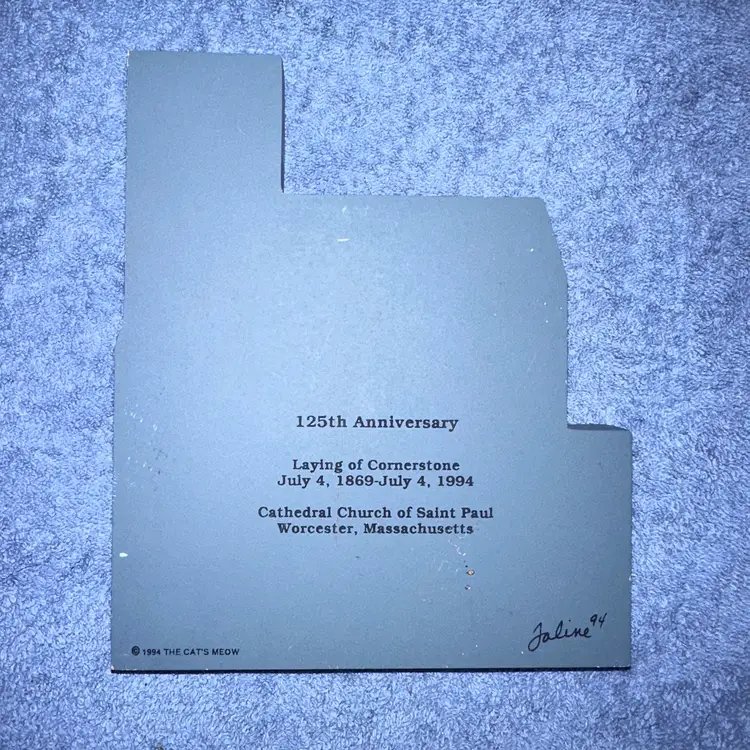 125th Anniversary
Laying of Cornerstone
July 4, 1869-July 4, 1994
Cathedral Church of Saint Paul
Worcester, Massachusetts
Faline 94
© 1994 THE CAT'S MEOW